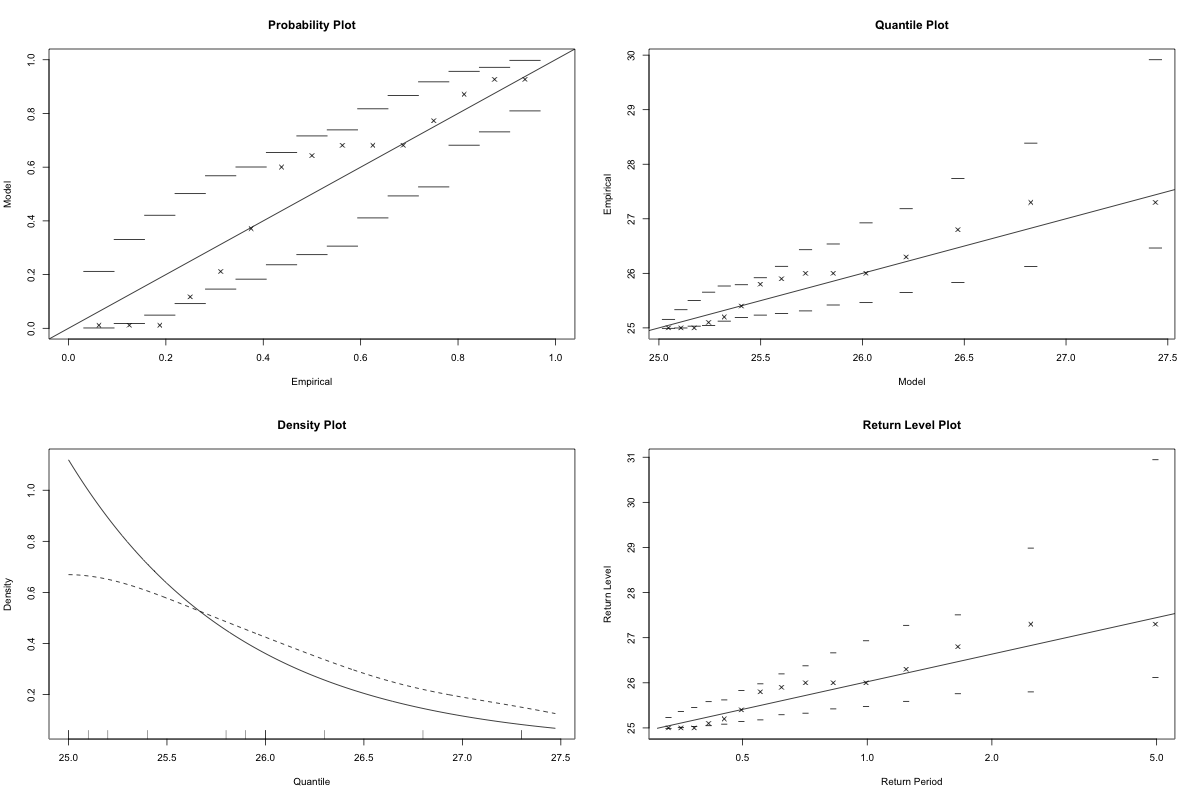 Probability Plot
Model
1.0
0.8
0.6
0.4
0.2
0.0
0.0 0.2 0.4 0.6 0.8 1.0
Empirical
Quantile Plot
Empirical
30
29
28
27
26
25
25.0 25.5 26.0 26.5 27.0 27.5
Model
Density Plot
Density
1.0
0.8
0.6
0.4
0.2
25.0 25.5 26.0 26.5 27.0 27.5
Quantile
Return Level Plot
Return Level
31
30
29
28
27
26
25
0.5 1.0 2.0 5.0
Return Period